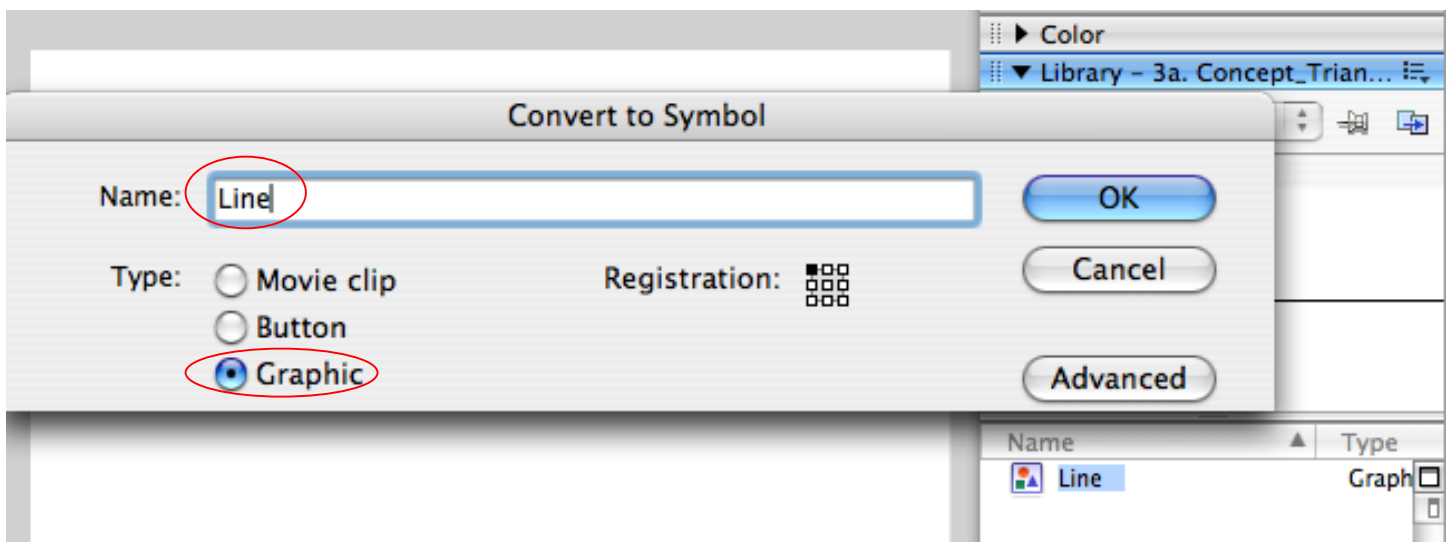 Color
Library – 3a. Concept_Trian...
Convert to Symbol
Name: Line
OK
Type: Movie clip
Registration:
Cancel
Button
Graphic
Advanced
Name Type
Line Graph